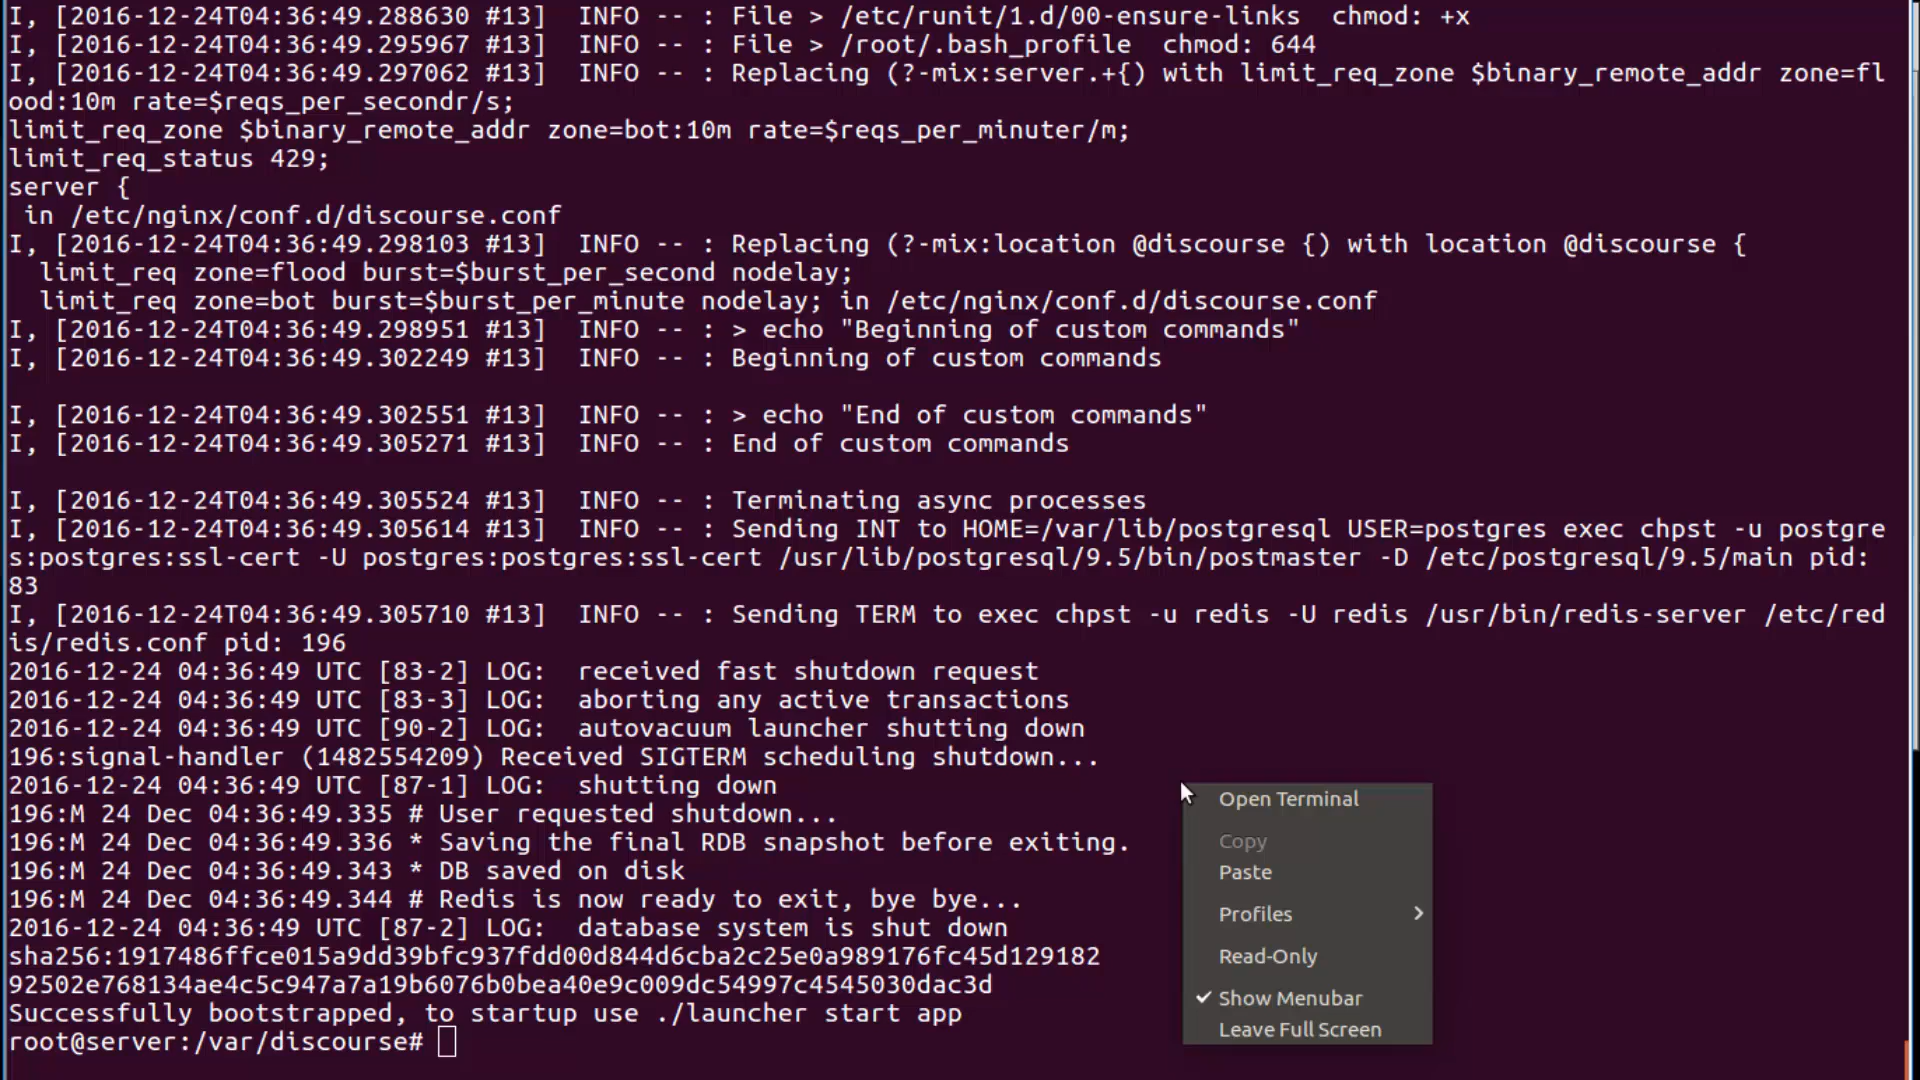 I, [2016-12-24T04:36:49.288630 #13]  INFO -- : File > /etc/runit/1.d/00-ensure-links  chmod: +x
I, [2016-12-24T04:36:49.295967 #13]  INFO -- : File > /root/.bash_profile  chmod: 644
I, [2016-12-24T04:36:49.297062 #13]  INFO -- : Replacing (?-mix:server.+{) with limit_req_zone $binary_remote_addr zone=fl
ood:10m rate=$reqs_per_secondr/s;
limit_req_zone $binary_remote_addr zone=bot:10m rate=$reqs_per_minuter/m;
limit_req_status 429;
server {
 in /etc/nginx/conf.d/discourse.conf
I, [2016-12-24T04:36:49.298103 #13]  INFO -- : Replacing (?-mix:location @discourse {) with location @discourse {
  limit_req zone=flood burst=$burst_per_second nodelay;
  limit_req zone=bot burst=$burst_per_minute nodelay; in /etc/nginx/conf.d/discourse.conf
I, [2016-12-24T04:36:49.298951 #13]  INFO -- : > echo "Beginning of custom commands"
I, [2016-12-24T04:36:49.302249 #13]  INFO -- : Beginning of custom commands
I, [2016-12-24T04:36:49.302551 #13]  INFO -- : > echo "End of custom commands"
I, [2016-12-24T04:36:49.305271 #13]  INFO -- : End of custom commands
I, [2016-12-24T04:36:49.305524 #13]  INFO -- : Terminating async processes
I, [2016-12-24T04:36:49.305614 #13]  INFO -- : Sending INT to HOME=/var/lib/postgresql USER=postgres exec chpst -u postgre
s:postgres:ssl-cert -U postgres:postgres:ssl-cert /usr/lib/postgresql/9.5/bin/postmaster -D /etc/postgresql/9.5/main pid:
83
I, [2016-12-24T04:36:49.305710 #13]  INFO -- : Sending TERM to exec chpst -u redis -U redis /usr/bin/redis-server /etc/red
is/redis.conf pid: 196
2016-12-24 04:36:49 UTC [83-2] LOG:  received fast shutdown request
2016-12-24 04:36:49 UTC [83-3] LOG:  aborting any active transactions
2016-12-24 04:36:49 UTC [90-2] LOG:  autovacuum launcher shutting down
196:signal-handler (1482554209) Received SIGTERM scheduling shutdown...
2016-12-24 04:36:49 UTC [87-1] LOG:  shutting down
196:M 24 Dec 04:36:49.335 # User requested shutdown...
196:M 24 Dec 04:36:49.336 * Saving the final RDB snapshot before exiting.
196:M 24 Dec 04:36:49.343 * DB saved on disk
196:M 24 Dec 04:36:49.344 # Redis is now ready to exit, bye bye...
2016-12-24 04:36:49 UTC [87-2] LOG:  database system is shut down
sha256:1917486ffce015a9dd39bfc937fdd00d844d6cba2c25e0a989176fc45d129182
92502e768134ae4c5c947a7a19b6076b0bea40e9c009dc54997c4545030dac3d
Successfully bootstrapped, to startup use ./launcher start app
root@server:/var/discourse#
Open Terminal
Copy
Paste
Profiles
Read-Only
Show Menubar
Leave Full Screen